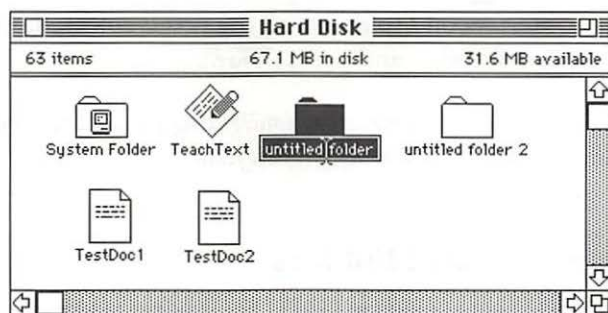 Hard Disk
63 items 67.1 MB in disk 31.6 MB available
System Folder TeachText untitled folder untitled folder 2
TestDoc1 TestDoc2